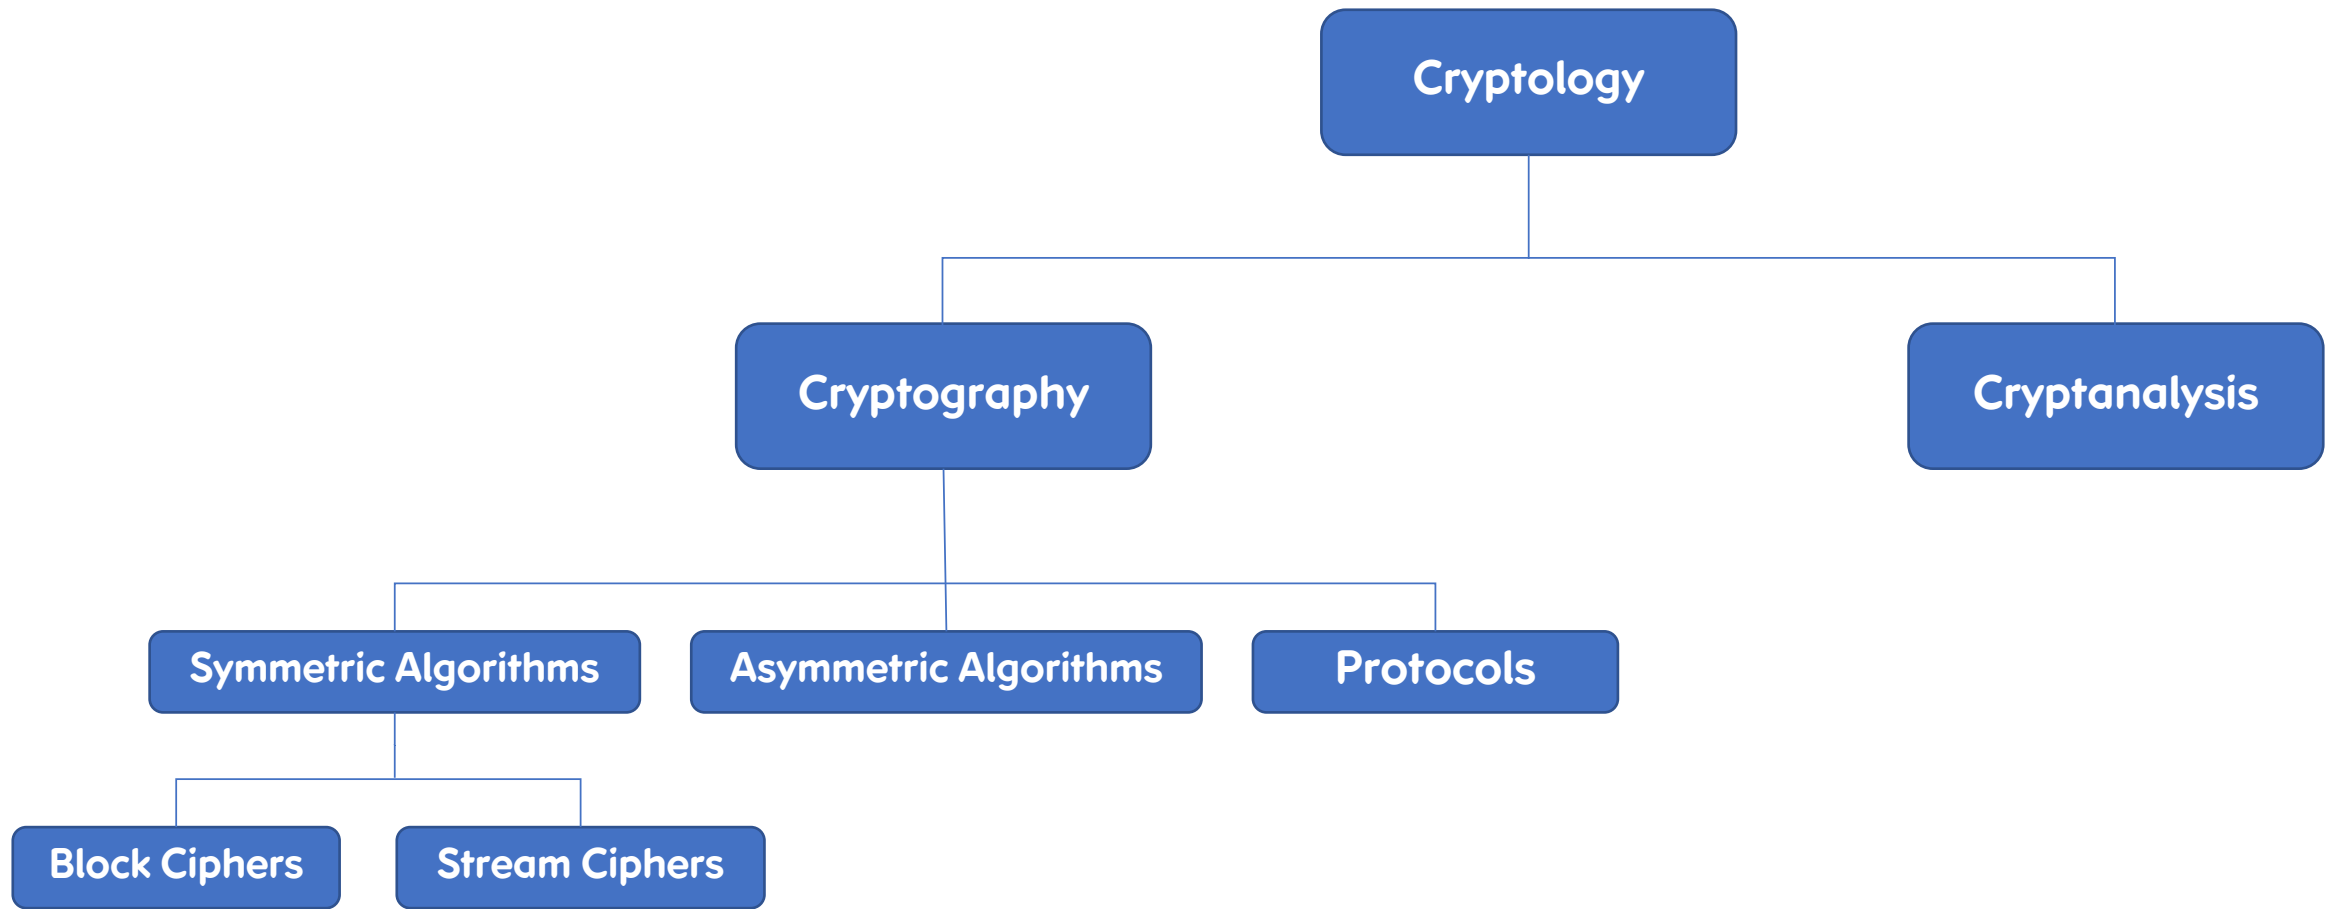 Cryptology
Cryptography
Cryptanalysis
Symmetric Algorithms
Asymmetric Algorithms
Protocols
Block Ciphers
Stream Ciphers